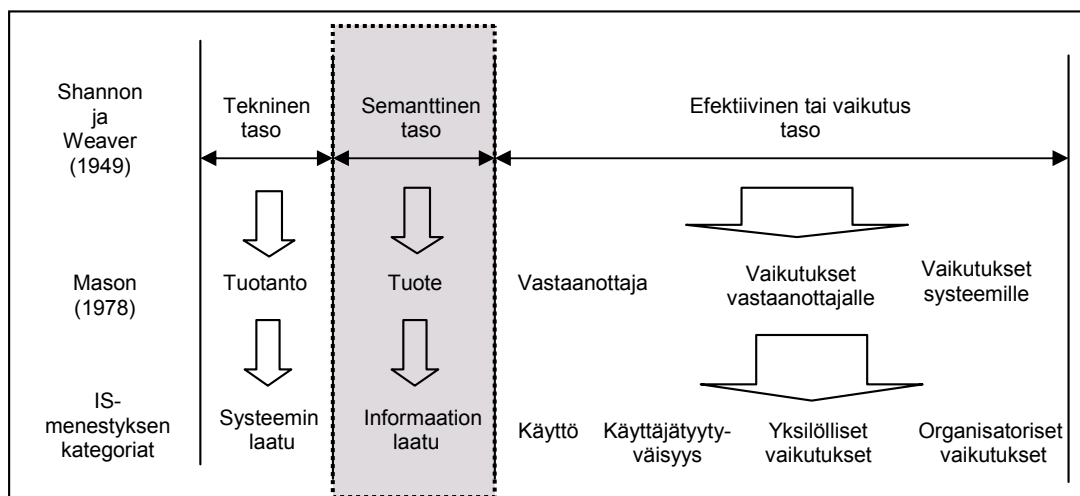 Shannon
ja
Weaver
(1949)
Tekninen
taso
Semanttinen
taso
Efektiivinen tai vaikutus
taso
Mason
(1978)
Tuotanto
Tuote
Vastaanottaja
Vaikutukset
vastaanottajalle
Vaikutukset
systeemille
IS-
menestyksen
kategoriat
Systeemin
laatu
Informaation
laatu
Käyttö
Käyttäjätyyty-
väisyys
Yksilölliset
vaikutukset
Organisatoriset
vaikutukset